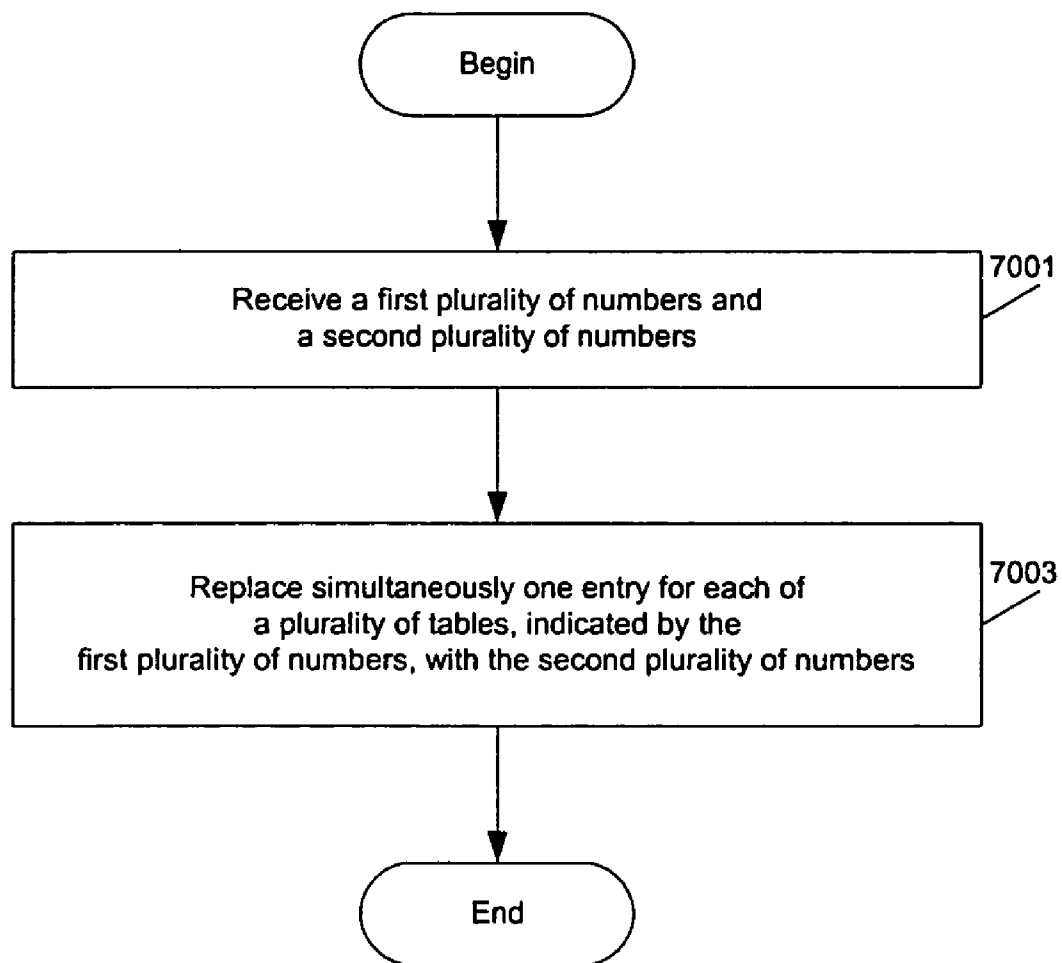 Begin
7001
Receive a first plurality of numbers and
a second plurality of numbers
7003
Replace simultaneously one entry for each of
a plurality of tables, indicated by the
first plurality of numbers, with the second plurality of numbers
End